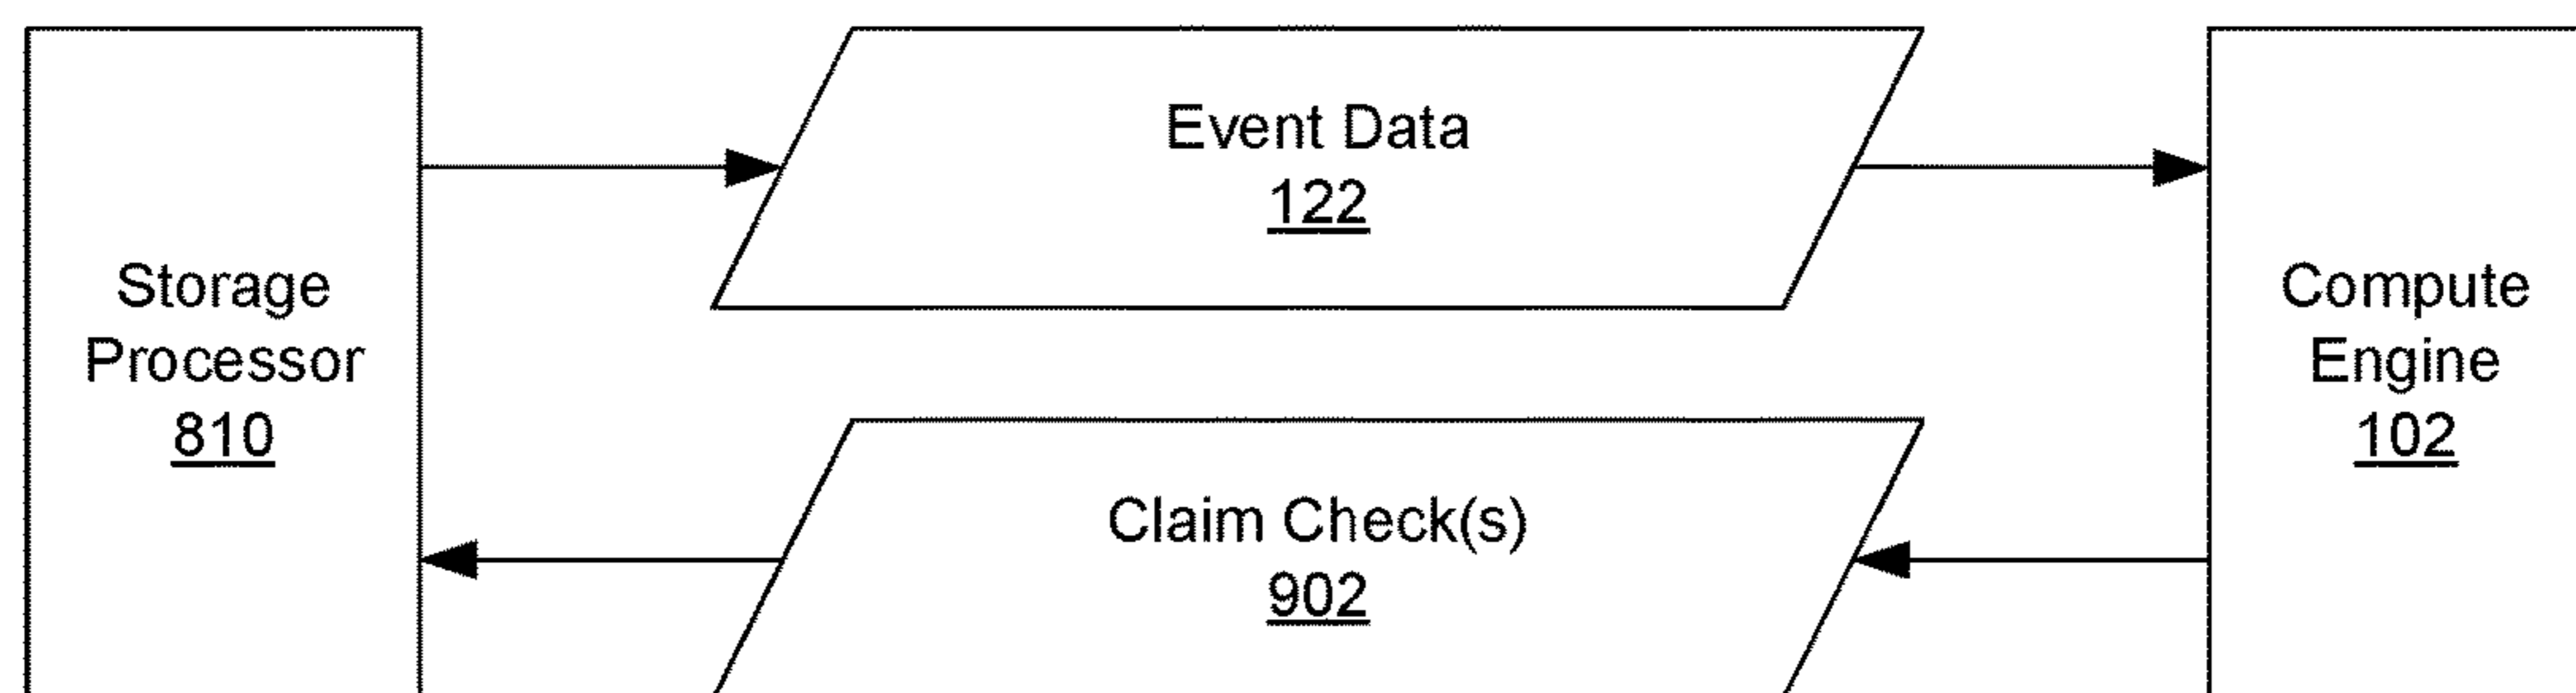 Storage
Processor
810
Event Data
122
Claim Check(s)
902
Compute
Engine
102